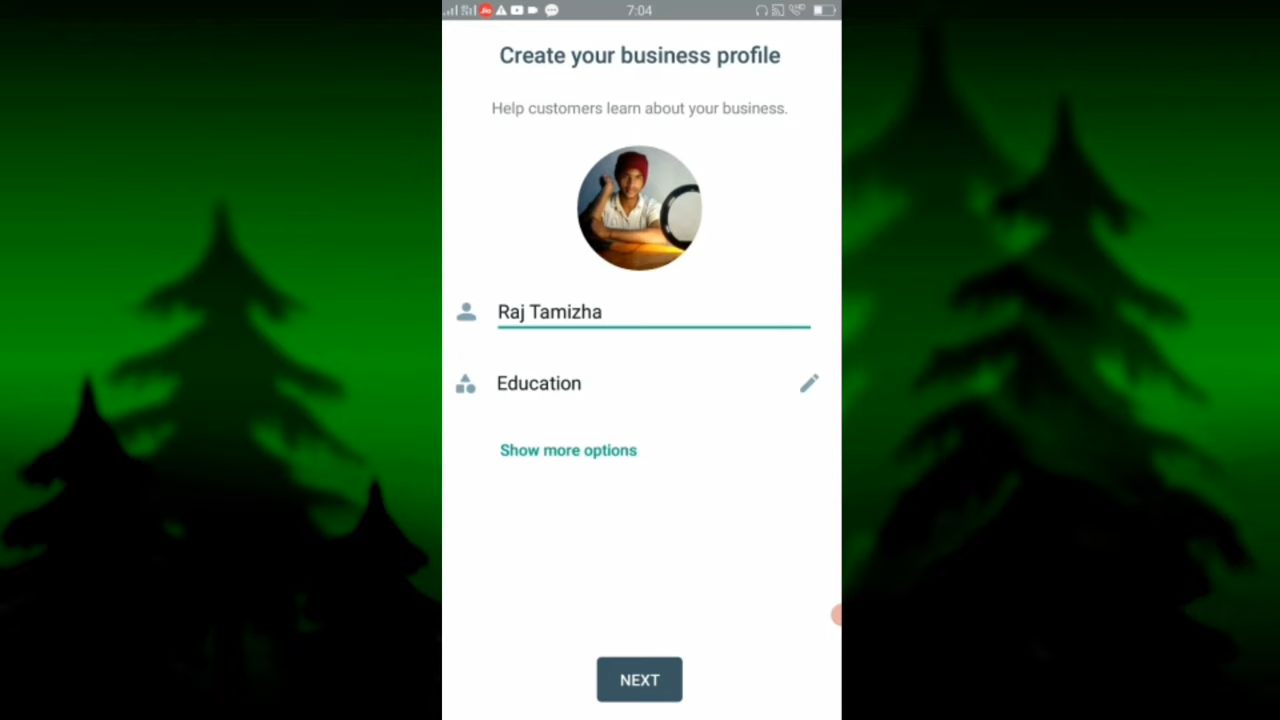 7:04
Create your business profile
Help customers learn about your business.
Raj Tamizha
Education
Show more options
NEXT